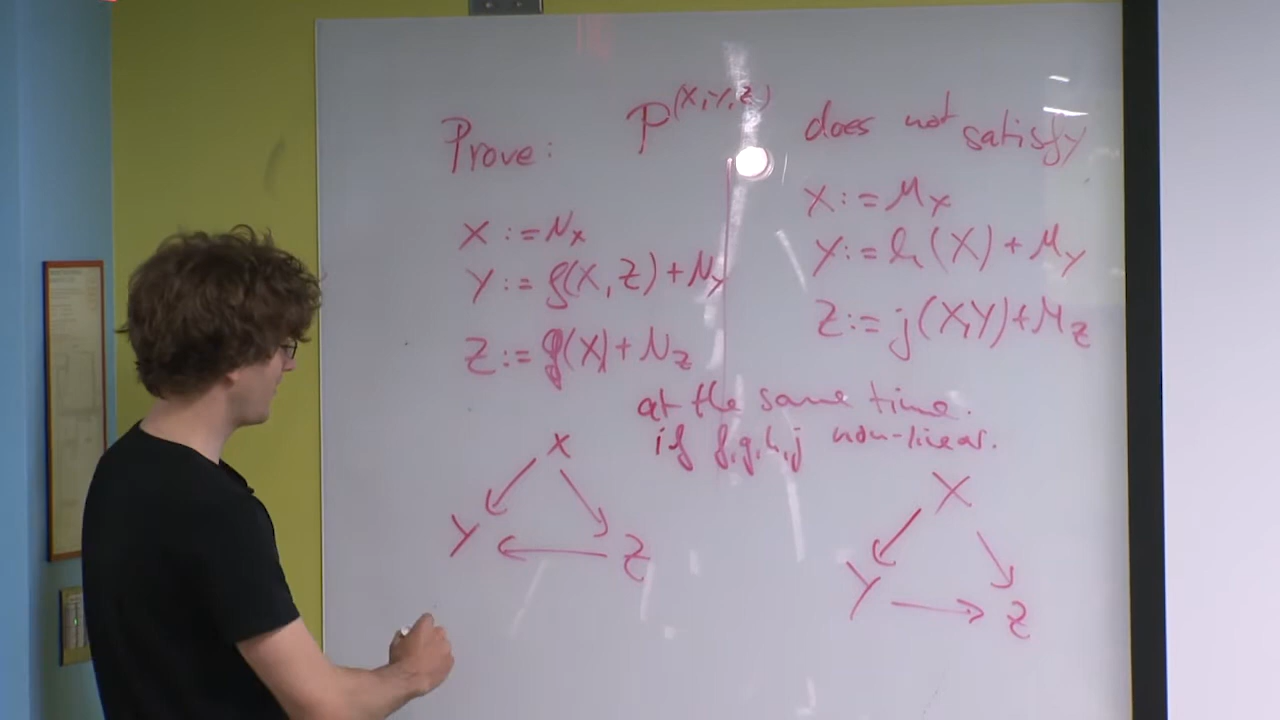 Prove: P^(X,Y,Z) does not satisfy
X := N_X
Y := f(X, Z) + N_Y
Z := g(X) + N_Z
X := M_X
Y := h(X) + M_Y
Z := j(X,Y) + M_Z
at the same time.
if f,g,h,j non-linear.
X
Y
Z
X
Y
Z